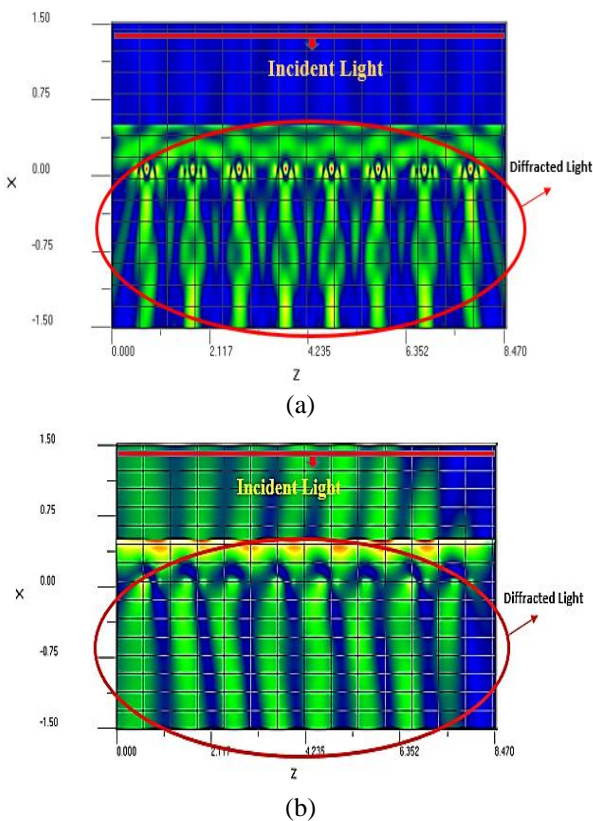 1.50
Incident Light
0.75
Diffracted Light
0.00
X
-0.75
-1.50
0.000 2.117 4.235 6.352 8.470
Z
(a)
1.50
Incident Light
0.75
0.00
Diffracted Light
X
-0.75
-1.50
0.000 2.117 4.235 6.352 8.470
Z
(b)